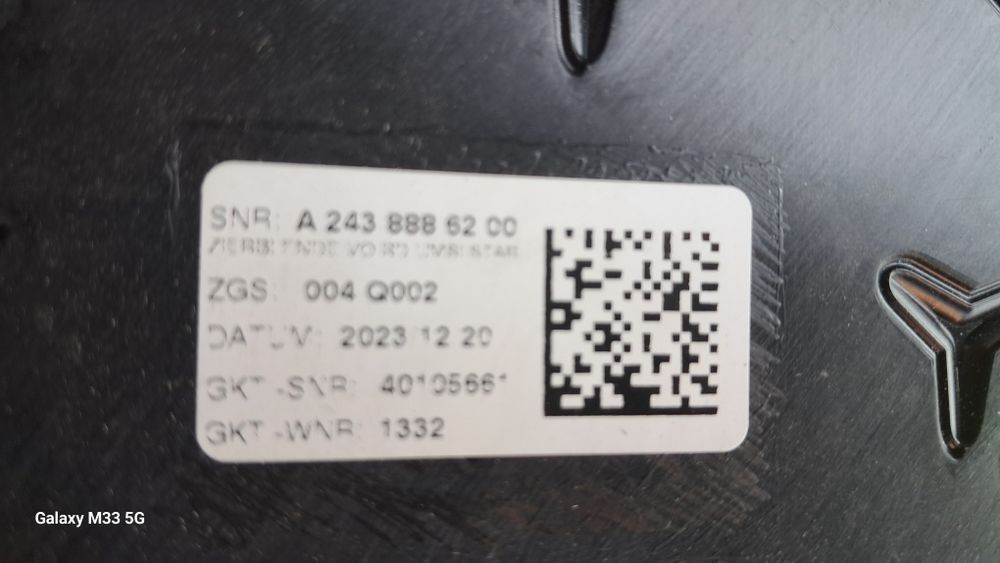 SNR: A 243 888 62 00
ZGS: 004 Q002
DATUM: 2023 12 20
GKT -SNR: 40105661
GKT -WNR: 1332
Galaxy M33 5G